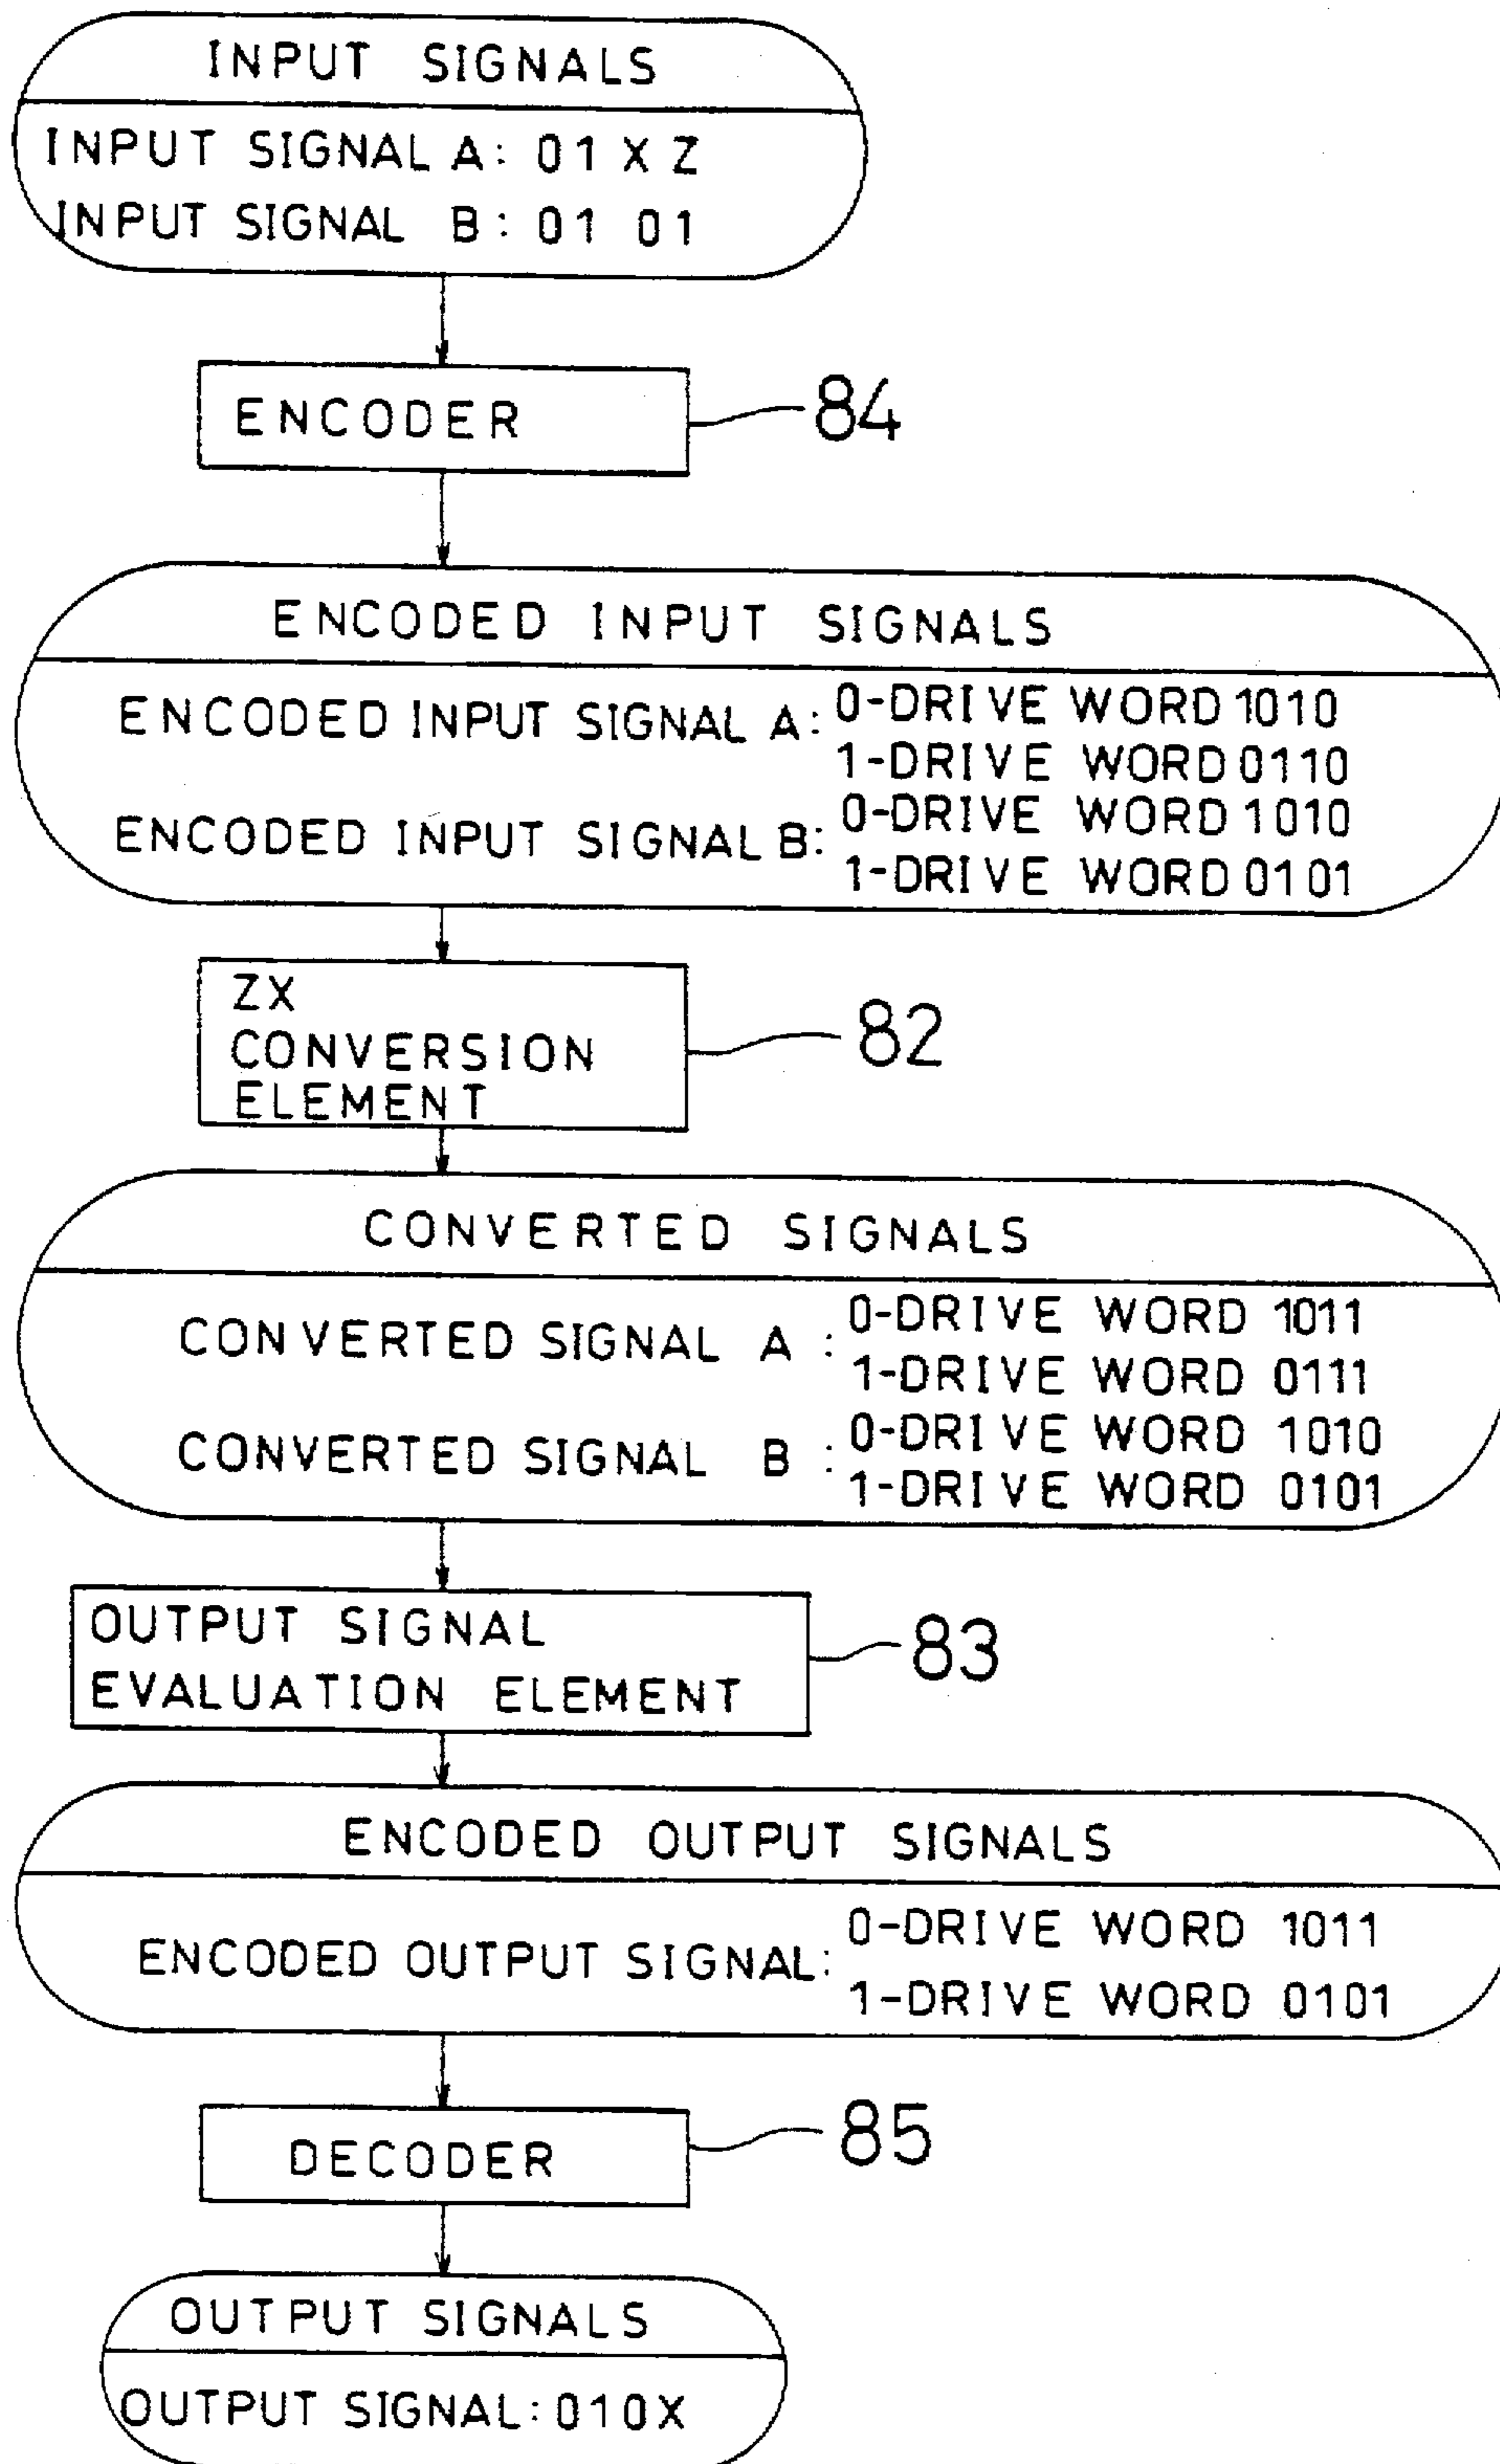 INPUT SIGNALS
INPUT SIGNAL A: 01XZ
INPUT SIGNAL B: 01 01
ENCODER
84
ENCODED INPUT SIGNALS
ENCODED INPUT SIGNAL A: 0-DRIVE WORD 1010
1-DRIVE WORD 0110
ENCODED INPUT SIGNAL B: 0-DRIVE WORD 1010
1-DRIVE WORD 0101
ZX
CONVERSION
ELEMENT
82
CONVERTED SIGNALS
CONVERTED SIGNAL A : 0-DRIVE WORD 1011
1-DRIVE WORD 0111
CONVERTED SIGNAL B : 0-DRIVE WORD 1010
1-DRIVE WORD 0101
OUTPUT SIGNAL
EVALUATION ELEMENT
83
ENCODED OUTPUT SIGNALS
ENCODED OUTPUT SIGNAL: 0-DRIVE WORD 1011
1-DRIVE WORD 0101
DECODER
85
OUTPUT SIGNALS
OUTPUT SIGNAL: 010X